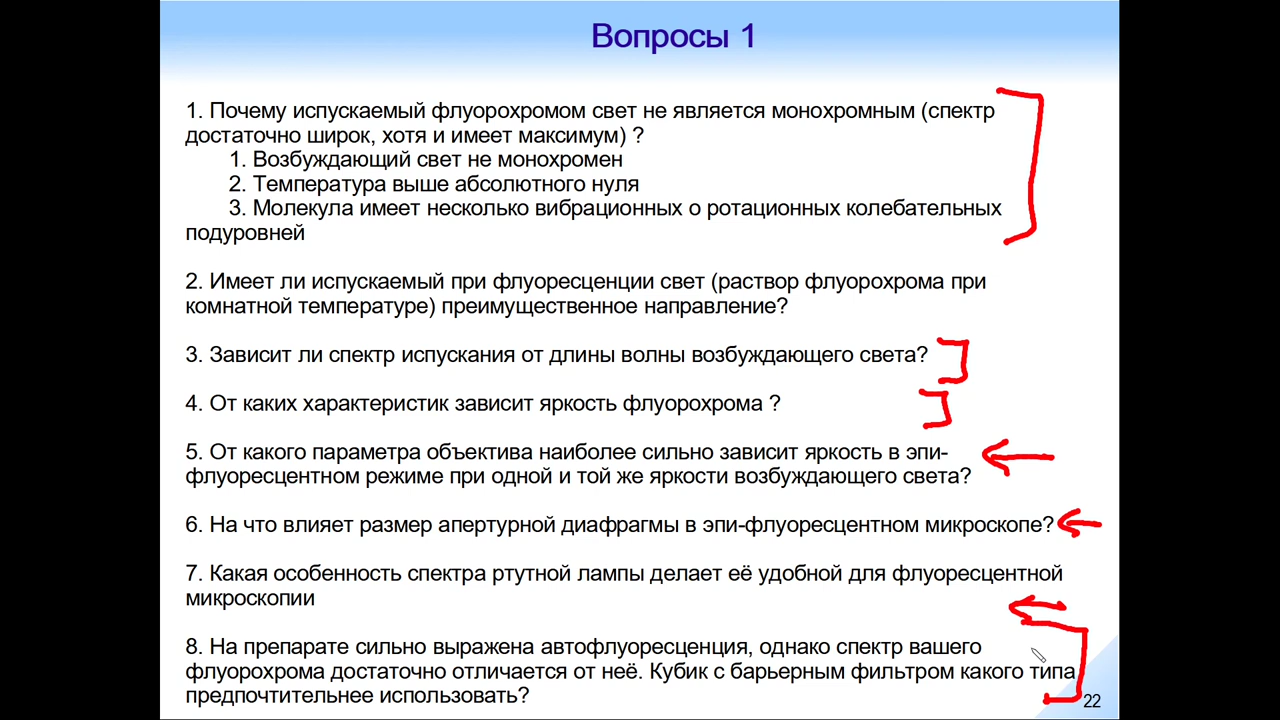 Вопросы 1
1. Почему испускаемый флуорохромом свет не является монохромным (спектр
достаточно широк, хотя и имеет максимум) ?
1. Возбуждающий свет не монохромен
2. Температура выше абсолютного нуля
3. Молекула имеет несколько вибрационных о ротационных колебательных
подуровней
2. Имеет ли испускаемый при флуоресценции свет (раствор флуорохрома при
комнатной температуре) преимущественное направление?
3. Зависит ли спектр испускания от длины волны возбуждающего света?
4. От каких характеристик зависит яркость флуорохрома ?
5. От какого параметра объектива наиболее сильно зависит яркость в эпи-
флуоресцентном режиме при одной и той же яркости возбуждающего света?
6. На что влияет размер апертурной диафрагмы в эпи-флуоресцентном микроскопе?
7. Какая особенность спектра ртутной лампы делает её удобной для флуоресцентной
микроскопии
8. На препарате сильно выражена автофлуоресценция, однако спектр вашего
флуорохрома достаточно отличается от неё. Кубик с барьерным фильтром какого типа
предпочтительнее использовать?
22